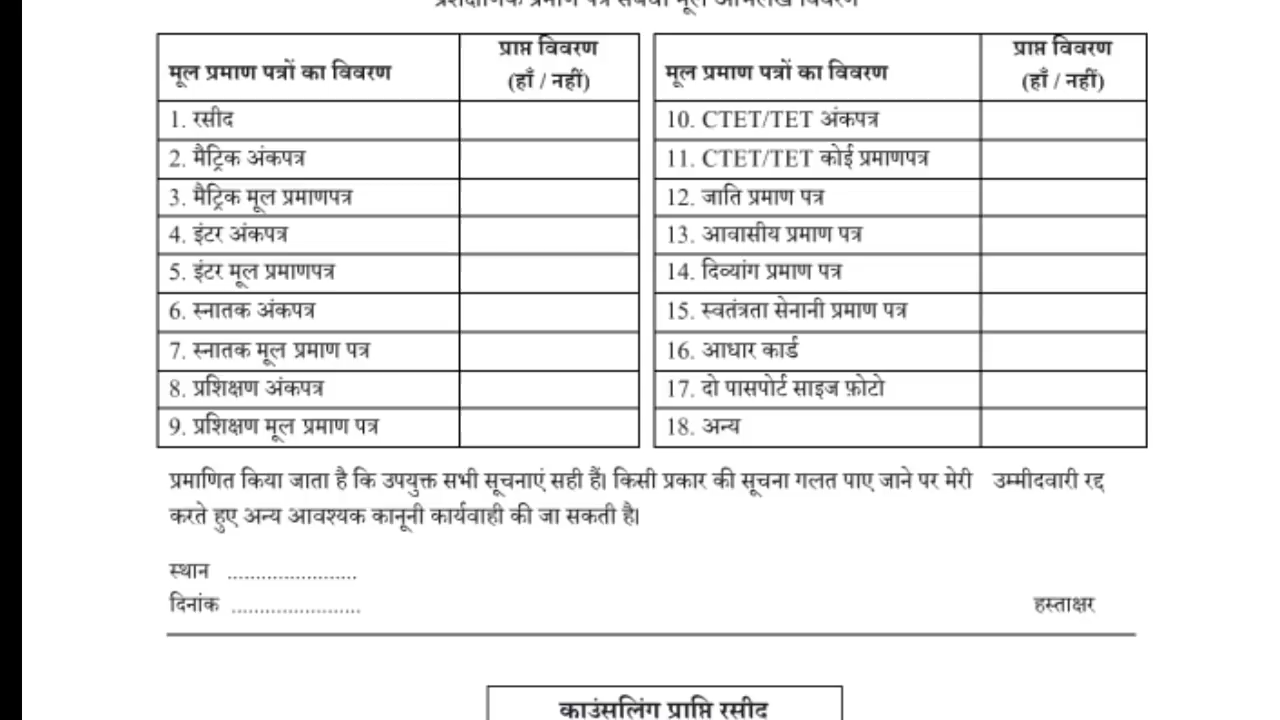 मूल प्रमाण पत्रों का विवरण
प्राप्त विवरण
(हाँ / नहीं)
1. रसीद
2. मैट्रिक अंकपत्र
3. मैट्रिक मूल प्रमाणपत्र
4. इंटर अंकपत्र
5. इंटर मूल प्रमाणपत्र
6. स्नातक अंकपत्र
7. स्नातक मूल प्रमाण पत्र
8. प्रशिक्षण अंकपत्र
9. प्रशिक्षण मूल प्रमाण पत्र
मूल प्रमाण पत्रों का विवरण
प्राप्त विवरण
(हाँ / नहीं)
10. CTET/TET अंकपत्र
11. CTET/TET कोई प्रमाणपत्र
12. जाति प्रमाण पत्र
13. आवासीय प्रमाण पत्र
14. दिव्यांग प्रमाण पत्र
15. स्वतंत्रता सेनानी प्रमाण पत्र
16. आधार कार्ड
17. दो पासपोर्ट साइज फ़ोटो
18. अन्य
प्रमाणित किया जाता है कि उपयुक्त सभी सूचनाएं सही हैं। किसी प्रकार की सूचना गलत पाए जाने पर मेरी उम्मीदवारी रद्द
करते हुए अन्य आवश्यक कानूनी कार्यवाही की जा सकती है।
स्थान .......................
दिनांक ....................... हस्ताक्षर
काउंसलिंग प्राप्ति रसीद